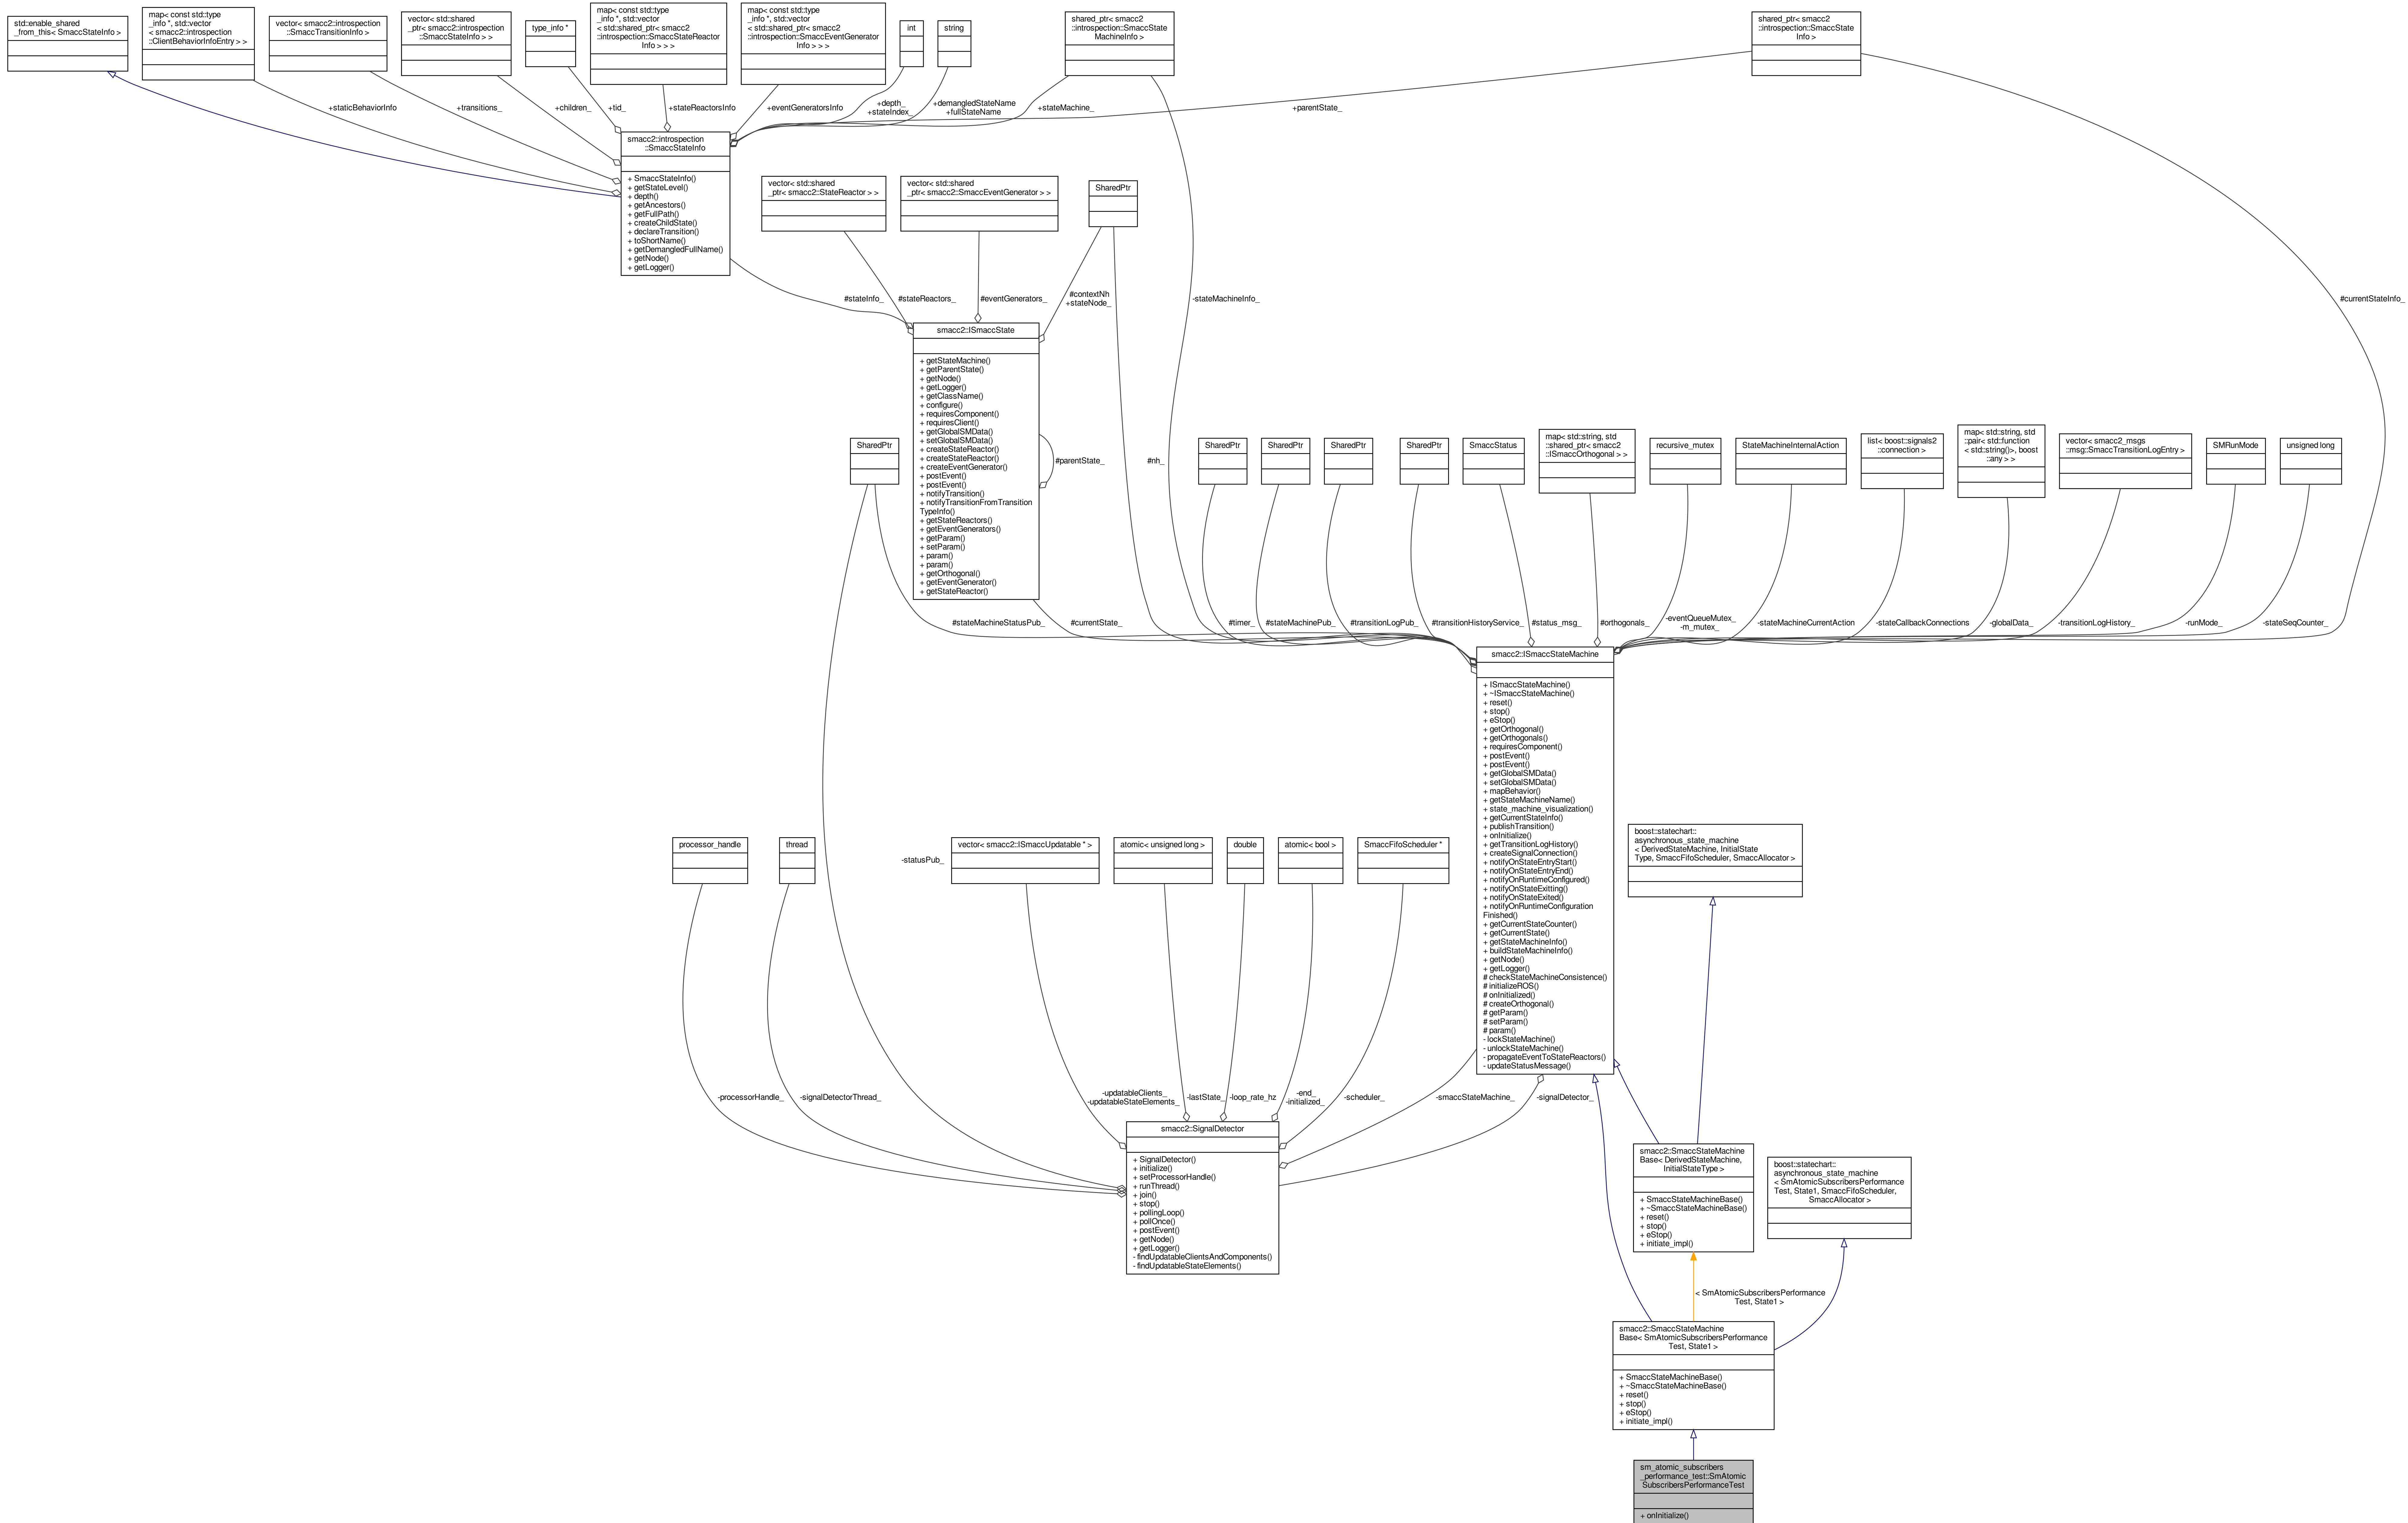 std::enable_shared
_from_this< SmaccStateInfo >
map< const std::type
_info *, std::vector
< smacc2::introspection
::ClientBehaviorInfoEntry > >
vector< smacc2::introspection
::SmaccTransitionInfo >
vector< std::shared
_ptr< smacc2::introspection
::SmaccStateInfo > >
type_info *
map< const std::type
_info *, std::vector
< std::shared_ptr< smacc2
::introspection::SmaccStateReactor
Info > > >
map< const std::type
_info *, std::vector
< std::shared_ptr< smacc2
::introspection::SmaccEventGenerator
Info > > >
int
string
shared_ptr< smacc2
::introspection::SmaccState
MachineInfo >
shared_ptr< smacc2
::introspection::SmaccState
Info >
+staticBehaviorInfo
+transitions_
+children_
+tid_
+stateReactorsInfo
+eventGeneratorsInfo
+depth_
+stateIndex_
+demangledStateName
+fullStateName
+stateMachine_
+parentState_
smacc2::introspection
::SmaccStateInfo
+ SmaccStateInfo()
+ getStateLevel()
+ depth()
+ getAncestors()
+ getFullPath()
+ createChildState()
+ declareTransition()
+ toShortName()
+ getDemangledFullName()
+ getNode()
+ getLogger()
vector< std::shared
_ptr< smacc2::StateReactor > >
vector< std::shared
_ptr< smacc2::SmaccEventGenerator > >
SharedPtr
#stateInfo_
#stateReactors_
#eventGenerators_
#contextNh
+stateNode_
-stateMachineInfo_
#currentStateInfo_
smacc2::ISmaccState
+ getStateMachine()
+ getParentState()
+ getNode()
+ getLogger()
+ getClassName()
+ configure()
+ requiresComponent()
+ requiresClient()
+ getGlobalSMData()
+ setGlobalSMData()
+ createStateReactor()
+ createStateReactor()
+ createEventGenerator()
+ postEvent()
+ postEvent()
+ notifyTransition()
+ notifyTransitionFromTransition
TypeInfo()
+ getStateReactors()
+ getEventGenerators()
+ getParam()
+ setParam()
+ param()
+ param()
+ getOrthogonal()
+ getEventGenerator()
+ getStateReactor()
#parentState_
#nh_
SharedPtr
SharedPtr
SharedPtr
SharedPtr
SharedPtr
SmaccStatus
map< std::string, std
::shared_ptr< smacc2
::ISmaccOrthogonal > >
recursive_mutex
StateMachineInternalAction
list< boost::signals2
::connection >
map< std::string, std
::pair< std::function
< std::string()>, boost
::any > >
vector< smacc2_msgs
::msg::SmaccTransitionLogEntry >
SMRunMode
unsigned long
#stateMachineStatusPub_
#currentState_
#timer_
#stateMachinePub_
#transitionLogPub_
#transitionHistoryService_
#status_msg_
#orthogonals_
-eventQueueMutex_
-m_mutex_
-stateMachineCurrentAction
-stateCallbackConnections
-globalData_
-transitionLogHistory_
-runMode_
-stateSeqCounter_
smacc2::ISmaccStateMachine
+ ISmaccStateMachine()
+ ~ISmaccStateMachine()
+ reset()
+ stop()
+ eStop()
+ getOrthogonal()
+ getOrthogonals()
+ requiresComponent()
+ postEvent()
+ postEvent()
+ getGlobalSMData()
+ setGlobalSMData()
+ mapBehavior()
+ getStateMachineName()
+ state_machine_visualization()
+ getCurrentStateInfo()
+ publishTransition()
+ onInitialize()
+ getTransitionLogHistory()
+ createSignalConnection()
+ notifyOnStateEntryStart()
+ notifyOnStateEntryEnd()
+ notifyOnRuntimeConfigured()
+ notifyOnStateExitting()
+ notifyOnStateExited()
+ notifyOnRuntimeConfiguration
Finished()
+ getCurrentStateCounter()
+ getCurrentState()
+ getStateMachineInfo()
+ buildStateMachineInfo()
+ getNode()
+ getLogger()
# checkStateMachineConsistence()
# initializeROS()
# onInitialized()
# createOrthogonal()
# getParam()
# setParam()
# param()
- lockStateMachine()
- unlockStateMachine()
- propagateEventToStateReactors()
- updateStatusMessage()
processor_handle
thread
-statusPub_
vector< smacc2::ISmaccUpdatable * >
atomic< unsigned long >
double
atomic< bool >
SmaccFifoScheduler *
boost::statechart::
asynchronous_state_machine
< DerivedStateMachine, InitialState
Type, SmaccFifoScheduler, SmaccAllocator >
-processorHandle_
-signalDetectorThread_
-updatableClients_
-updatableStateElements_
-lastState_
-loop_rate_hz
-end_
-initialized_
-scheduler_
-smaccStateMachine_
-signalDetector_
smacc2::SignalDetector
+ SignalDetector()
+ initialize()
+ setProcessorHandle()
+ runThread()
+ join()
+ stop()
+ pollingLoop()
+ pollOnce()
+ postEvent()
+ getNode()
+ getLogger()
- findUpdatableClientsAndComponents()
- findUpdatableStateElements()
smacc2::SmaccStateMachine
Base< DerivedStateMachine,
InitialStateType >
+ SmaccStateMachineBase()
+ ~SmaccStateMachineBase()
+ reset()
+ stop()
+ eStop()
+ initiate_impl()
boost::statechart::
asynchronous_state_machine
< SmAtomicSubscribersPerformance
Test, State1, SmaccFifoScheduler,
SmaccAllocator >
< SmAtomicSubscribersPerformance
Test, State1 >
smacc2::SmaccStateMachine
Base< SmAtomicSubscribersPerformance
Test, State1 >
+ SmaccStateMachineBase()
+ ~SmaccStateMachineBase()
+ reset()
+ stop()
+ eStop()
+ initiate_impl()
sm_atomic_subscribers
_performance_test::SmAtomic
SubscribersPerformanceTest
+ onInitialize()